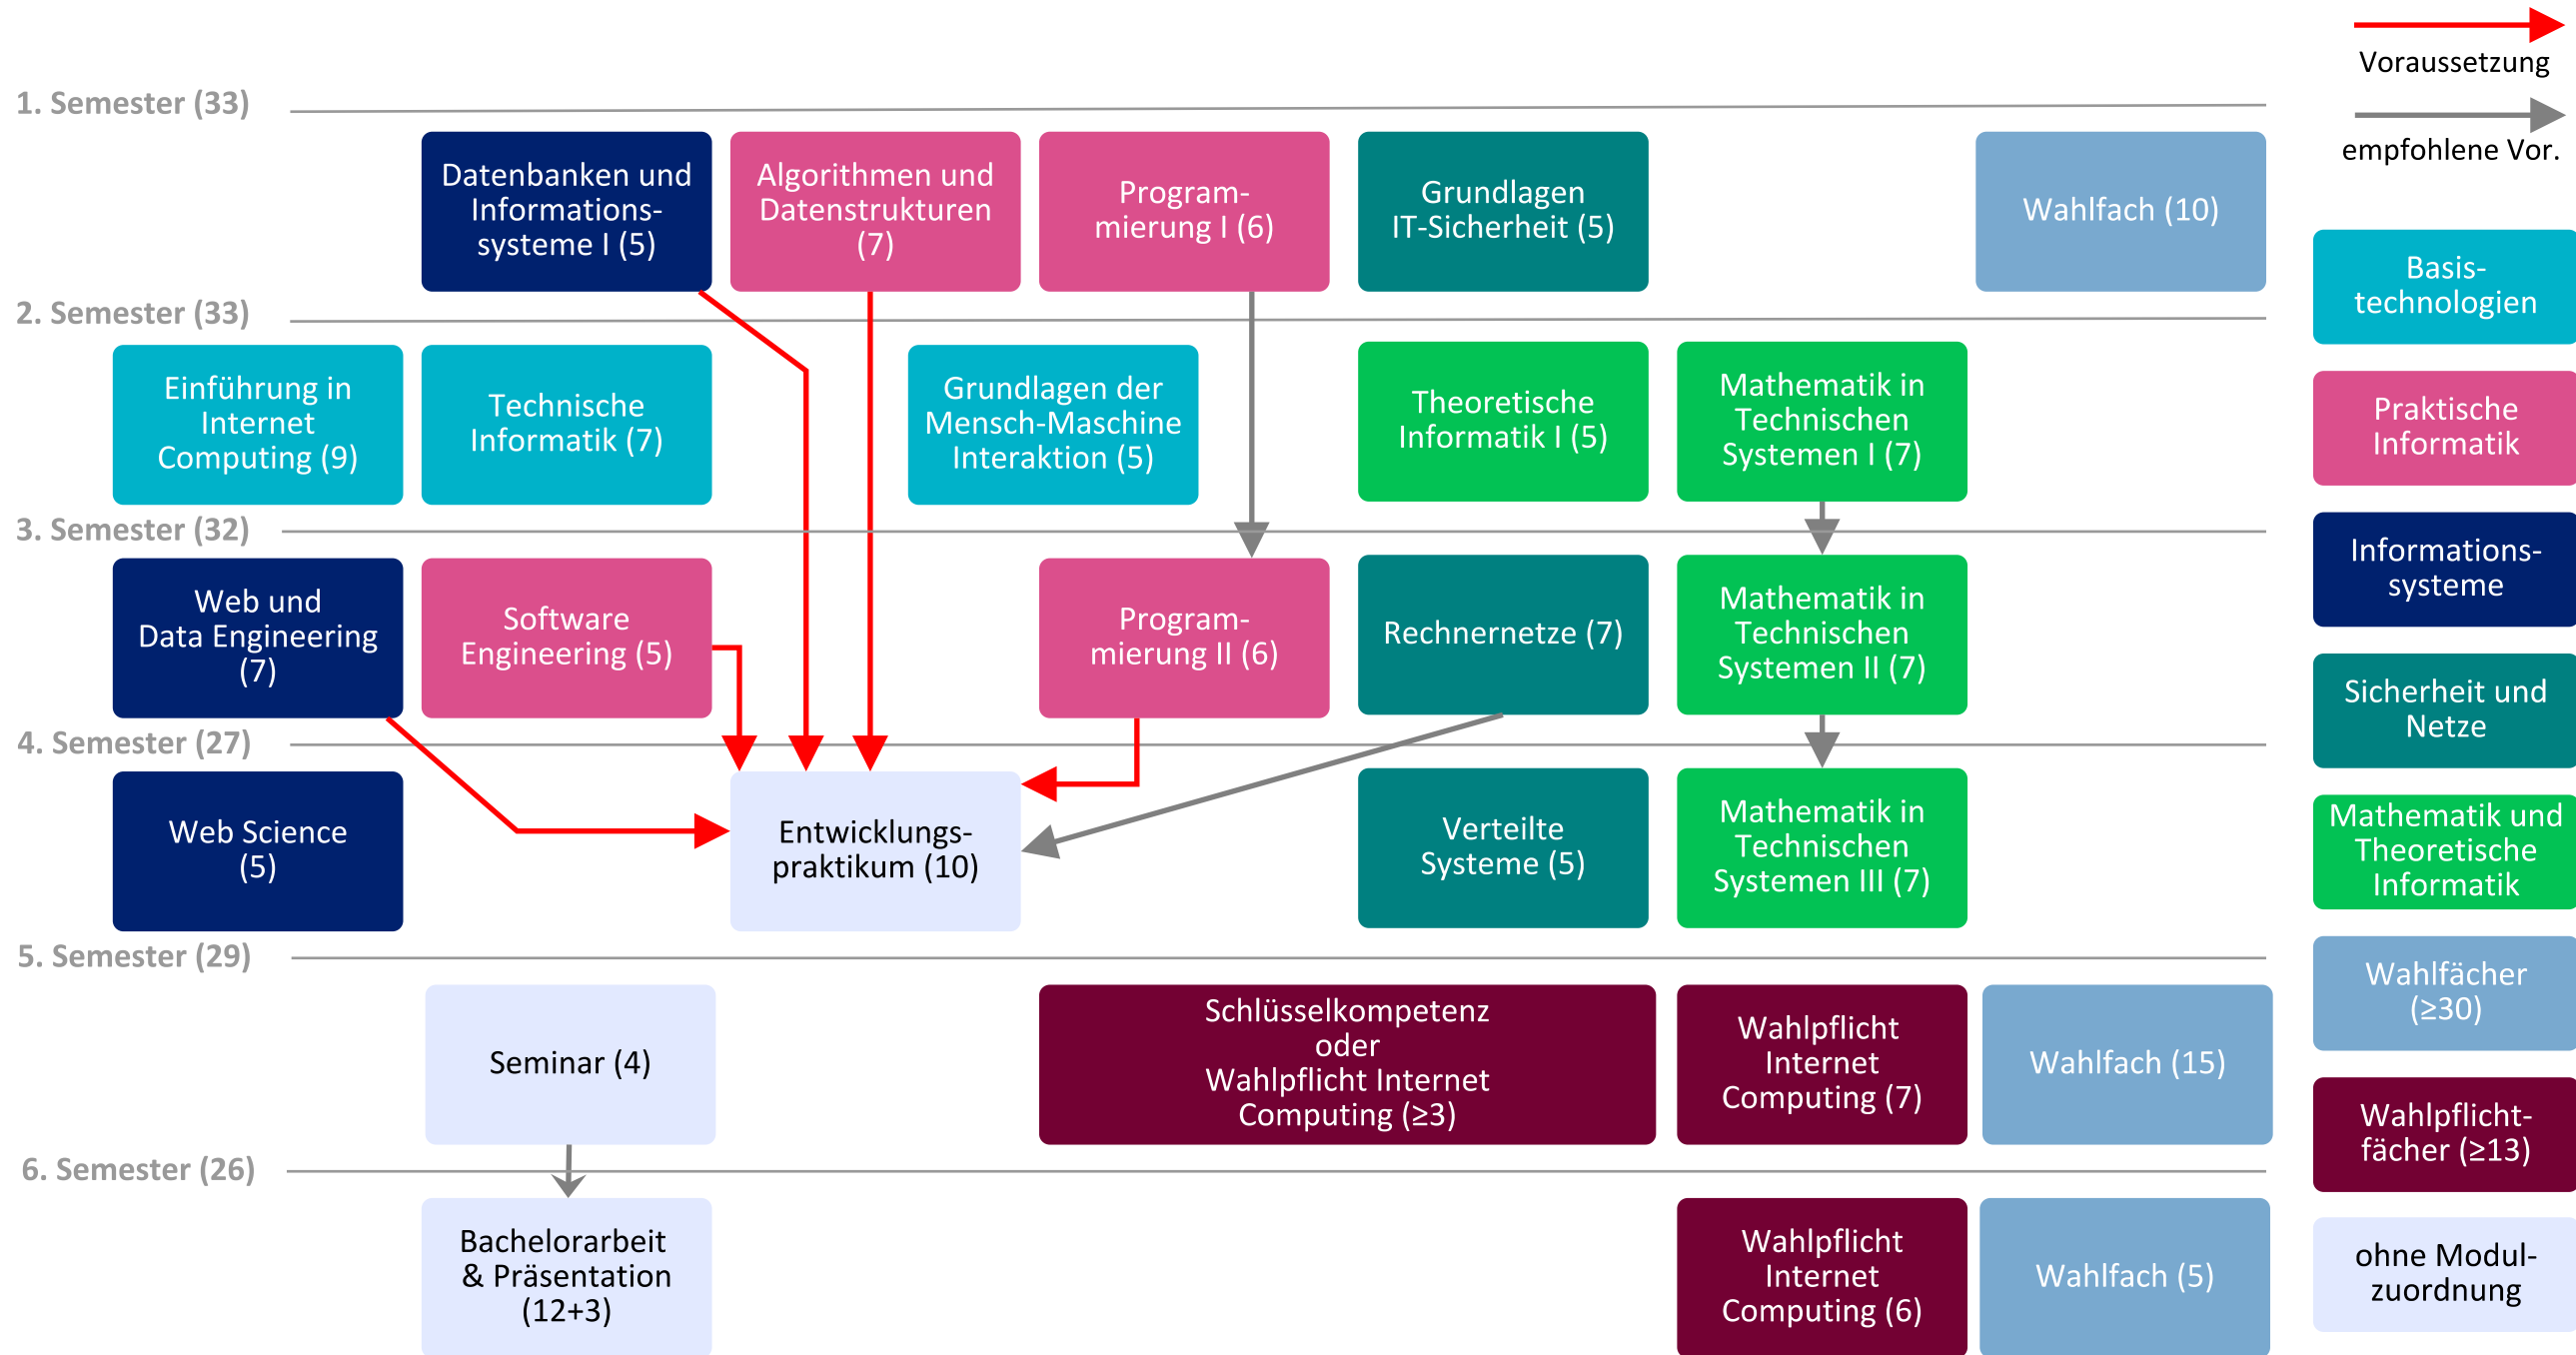 Voraussetzung
empfohlene Vor.
1. Semester (33)
Datenbanken und
Informations-
systeme I (5)
Algorithmen und
Datenstrukturen
(7)
Program-
mierung I (6)
Grundlagen
IT-Sicherheit (5)
Wahlfach (10)
2. Semester (33)
Einführung in
Internet
Computing (9)
Technische
Informatik (7)
Grundlagen der
Mensch-Maschine
Interaktion (5)
Theoretische
Informatik I (5)
Mathematik in
Technischen
Systemen I (7)
3. Semester (32)
Web und
Data Engineering
(7)
Software
Engineering (5)
Program-
mierung II (6)
Rechnernetze (7)
Mathematik in
Technischen
Systemen II (7)
4. Semester (27)
Web Science
(5)
Entwicklungs-
praktikum (10)
Verteilte
Systeme (5)
Mathematik in
Technischen
Systemen III (7)
5. Semester (29)
Seminar (4)
Schlüsselkompetenz
oder
Wahlpflicht Internet
Computing (≥3)
Wahlpflicht
Internet
Computing (7)
Wahlfach (15)
6. Semester (26)
Bachelorarbeit
& Präsentation
(12+3)
Wahlpflicht
Internet
Computing (6)
Wahlfach (5)
Basis-
technologien
Praktische
Informatik
Informations-
systeme
Sicherheit und
Netze
Mathematik und
Theoretische
Informatik
Wahlfächer
(≥30)
Wahlpflicht-
fächer (≥13)
ohne Modul-
zuordnung